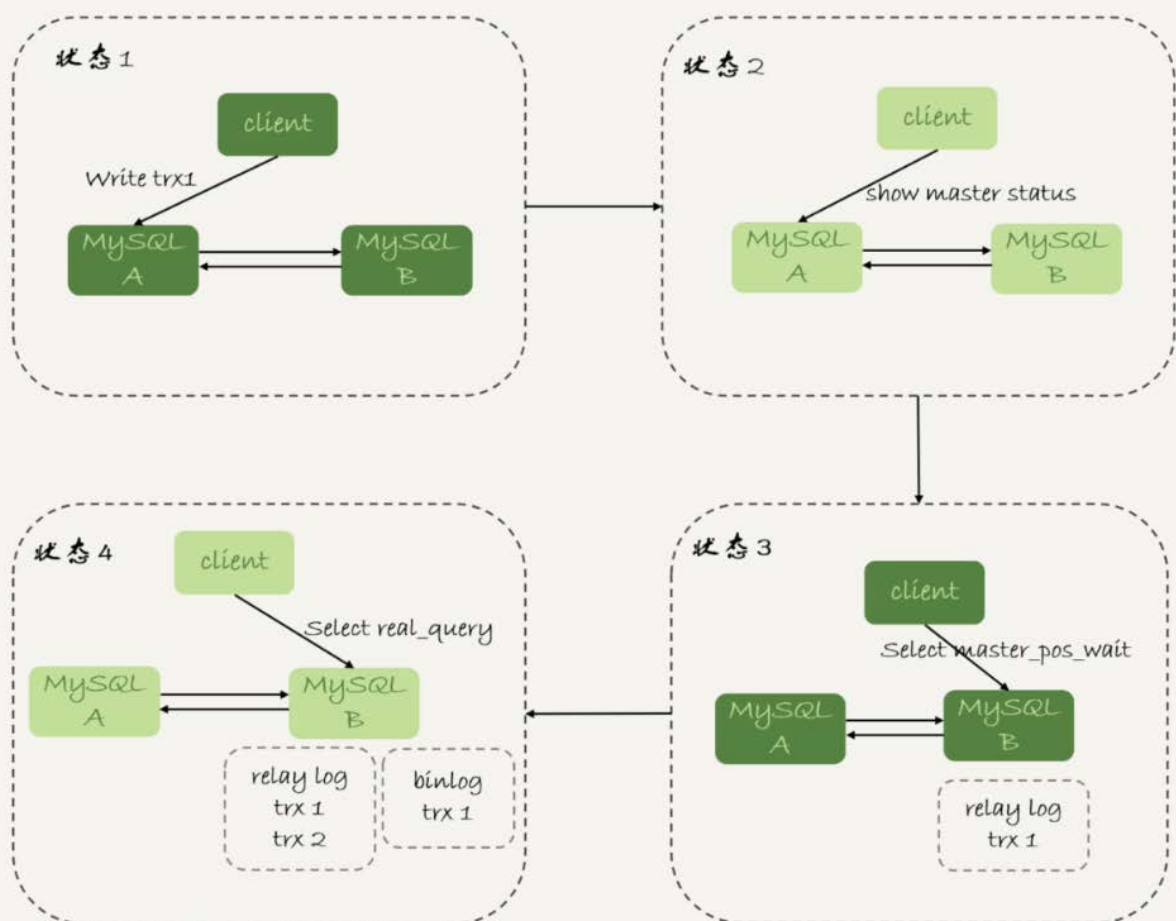 状态1
client
Write trx1
MySQL
A
MySQL
B
状态2
client
show master status
MySQL
A
MySQL
B
状态3
client
Select master_pos_wait
MySQL
A
MySQL
B
relay log
trx 1
状态4
client
Select real_query
MySQL
A
MySQL
B
relay log
trx 1
trx 2
binlog
trx 1